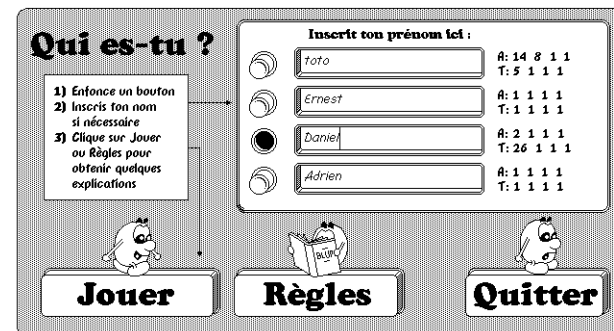 Qui es-tu ?
1) Enfonce un bouton
2) Inscris ton nom
si nécessaire
3) Clique sur Jouer
ou Règles pour
obtenir quelques
explications
Inscrit ton prénom ici :
toto
A: 14 8 1 1
T: 5 1 1 1
Ernest
A: 1 1 1 1
T: 1 1 1 1
Daniel
A: 2 1 1 1
T: 26 1 1 1
Adrien
A: 1 1 1 1
T: 1 1 1 1
BLUP!
Jouer
Règles
Quitter